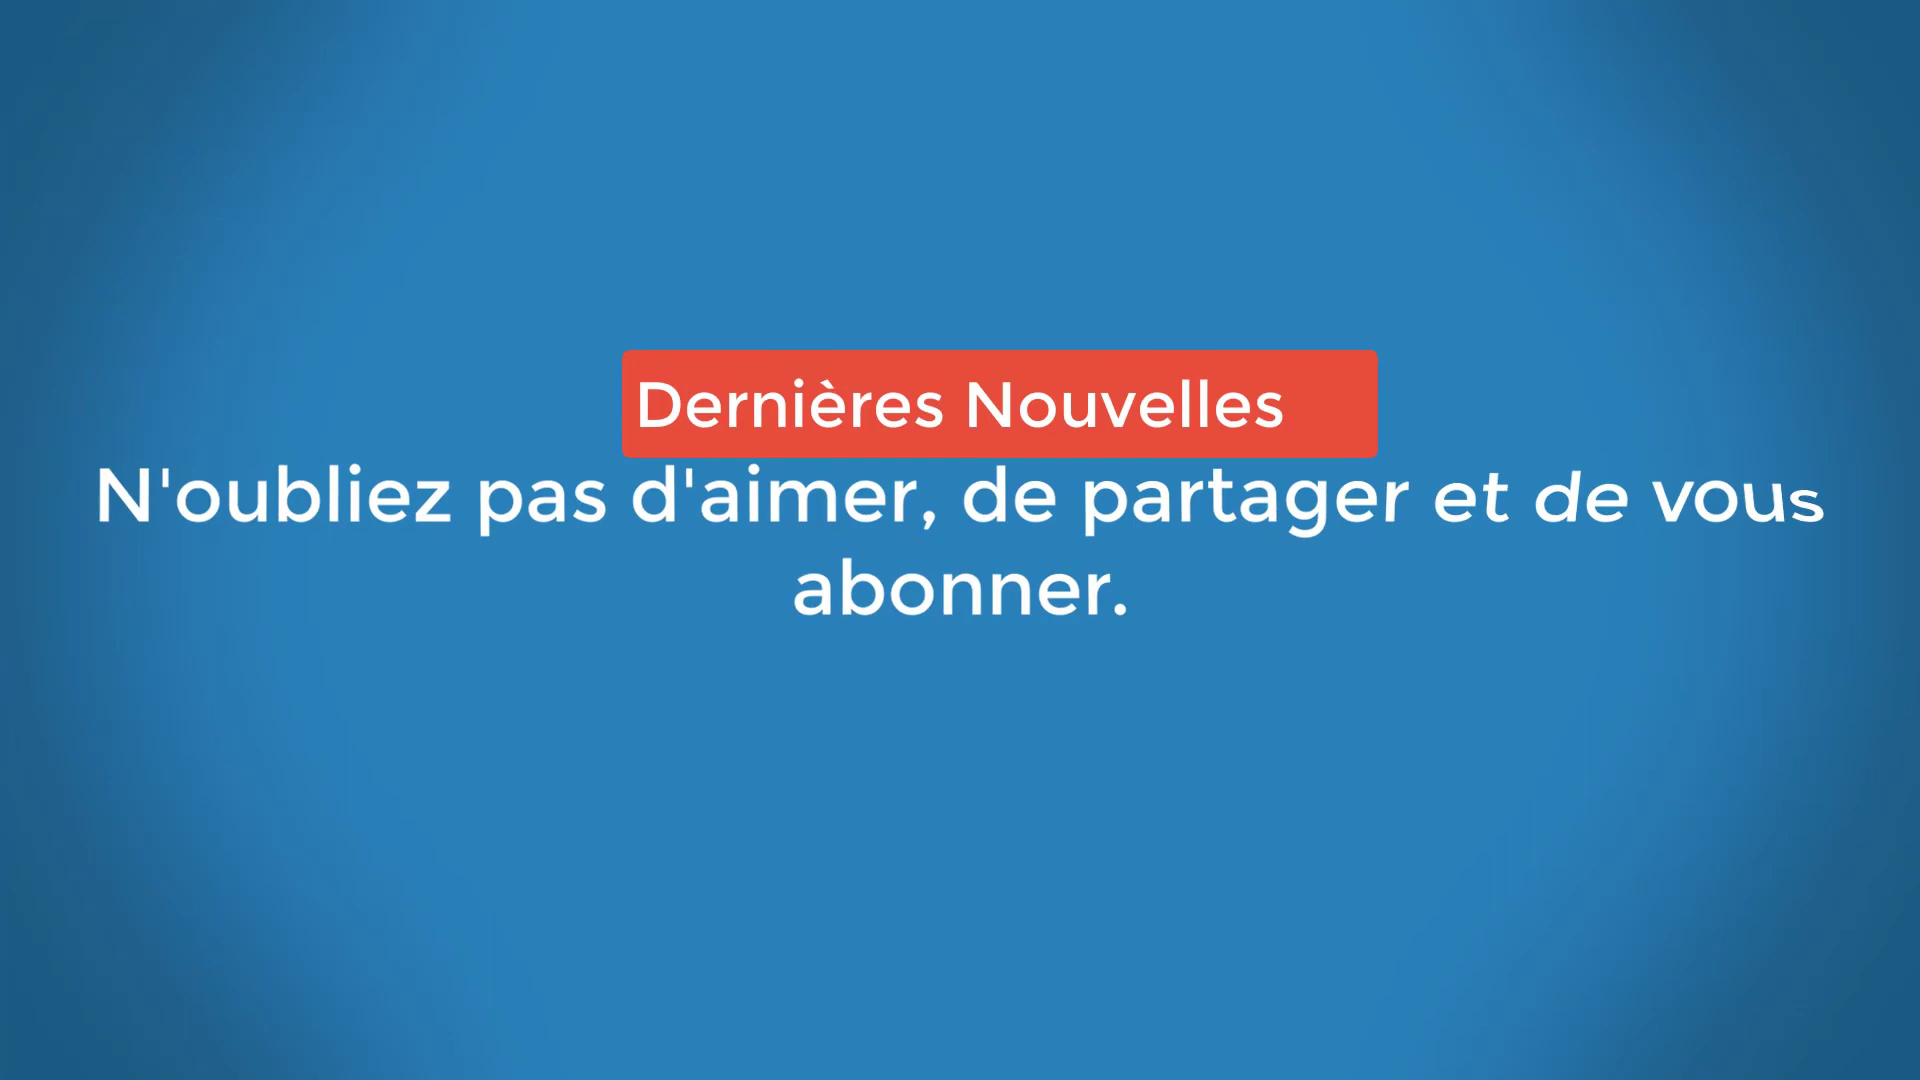 Dernières Nouvelles
N'oubliez pas d'aimer, de partager et de vous
abonner.